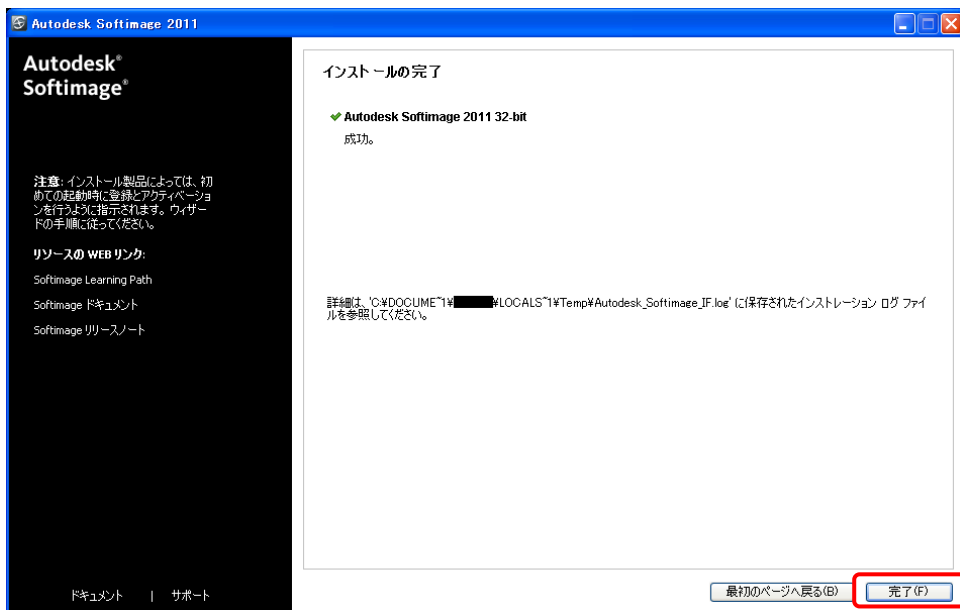 Autodesk Softimage 2011
Autodesk®
Softimage®
注意: インストール製品によっては、初
めての起動時に登録とアクティベーショ
ンを行うように指示されます。ウィザー
ドの手順に従ってください。
リソースの WEB リンク:
Softimage Learning Path
Softimage ドキュメント
Softimage リリースノート
ドキュメント | サポート
インストールの完了
Autodesk Softimage 2011 32-bit
成功。
詳細は、'C:¥DOCUME~1¥ ¥LOCALS~1¥Temp¥Autodesk_Softimage_IF.log' に保存されたインストレーション ログ ファイ
ルを参照してください。
最初のページへ戻る(B)
完了(F)